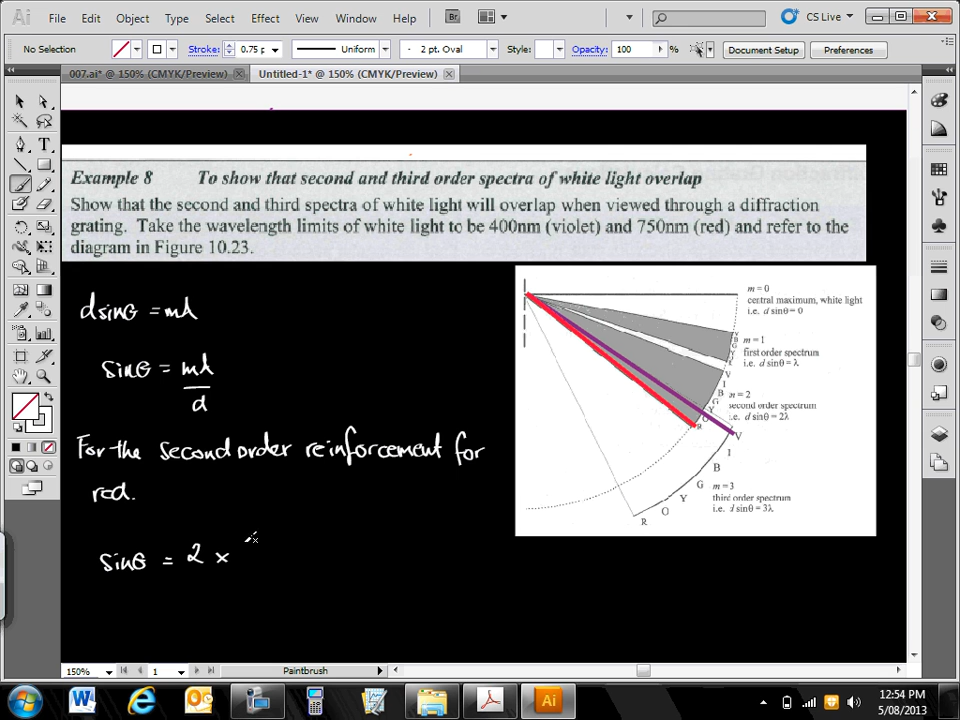 Ai
File Edit Object Type Select Effect View Window Help
Br
CS Live
No Selection
Stroke: 0.75 p
Uniform
2 pt. Oval
Style:
Opacity: 100 %
Document Setup
Preferences
007.ai* @ 150% (CMYK/Preview)
Untitled-1* @ 150% (CMYK/Preview)
Example 8 To show that second and third order spectra of white light overlap
Show that the second and third spectra of white light will overlap when viewed through a diffraction
grating. Take the wavelength limits of white light to be 400nm (violet) and 750nm (red) and refer to the
diagram in Figure 10.23.
dsinθ = mλ
sinθ = mλ
d
For the second order reinforcement for
red.
sinθ = 2 ×
m = 0
central maximum, white light
i.e. d sinθ = 0
m = 1
first order spectrum
i.e. d sinθ = λ
V
I
B
G
Y
O
R
m = 2
second order spectrum
i.e. d sinθ = 2λ
V
I
B
G
Y
O
R
m = 3
third order spectrum
i.e. d sinθ = 3λ
150%
1
Paintbrush
W
Ai
12:54 PM
5/08/2013